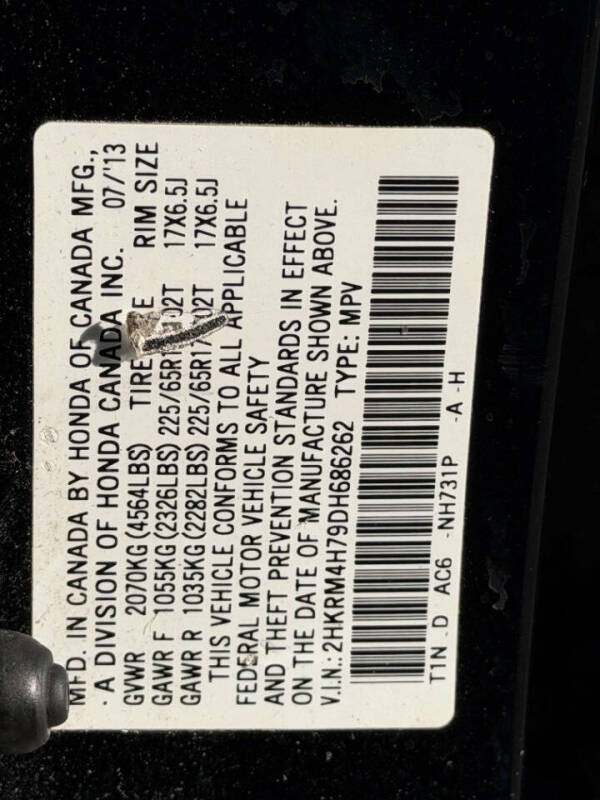 MFD. IN CANADA BY HONDA OF CANADA MFG.,
A DIVISION OF HONDA CANADA INC. 07/'13
GVWR 2070KG(4564LBS) TIRE RIM SIZE
GAWR F 1055KG(2326LBS) 225/65R17 102T 17X6.5J
GAWR R 1035KG(2282LBS) 225/65R17 102T 17X6.5J
THIS VEHICLE CONFORMS TO ALL APPLICABLE
FEDERAL MOTOR VEHICLE SAFETY
AND THEFT PREVENTION STANDARDS IN EFFECT
ON THE DATE OF MANUFACTURE SHOWN ABOVE.
V.I.N.: 2HKRM4H79DH686262 TYPE: MPV
T1N D AC6 -NH731P -A -H